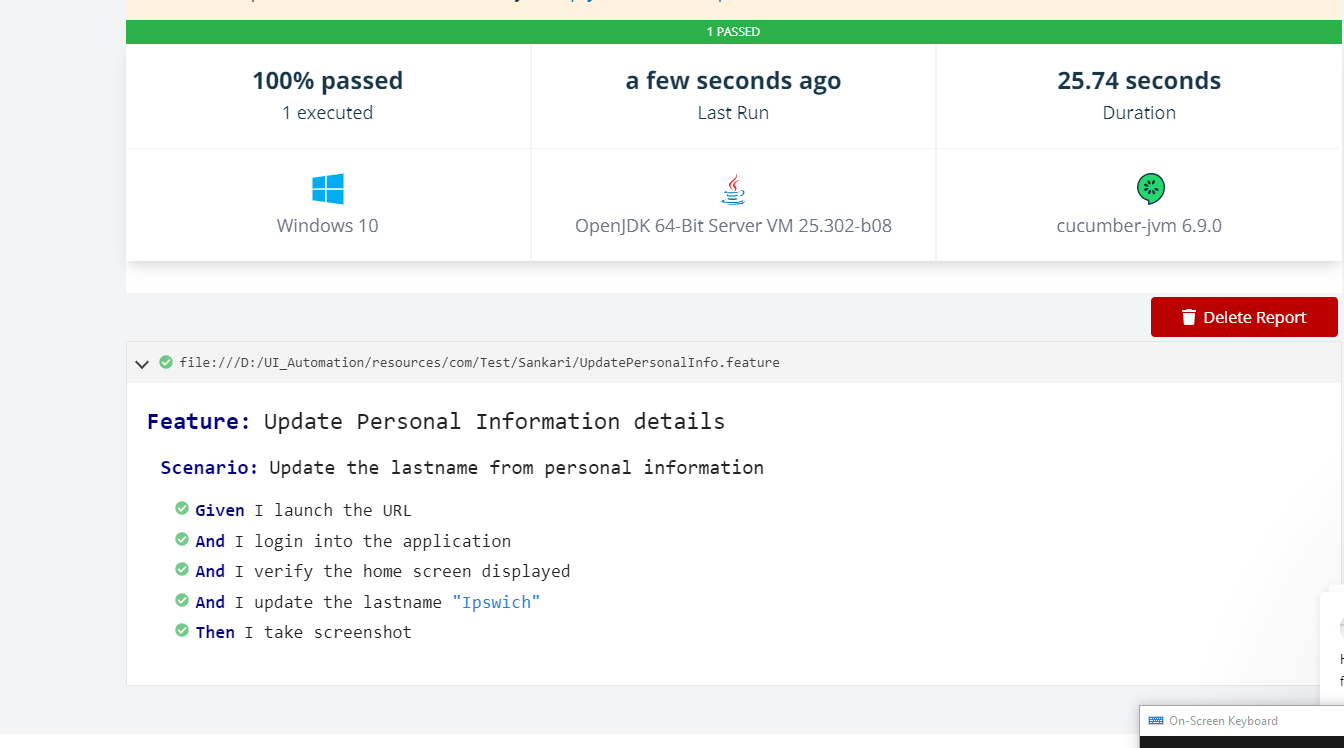 1 PASSED
100% passed
1 executed
a few seconds ago
Last Run
25.74 seconds
Duration
Windows 10
OpenJDK 64-Bit Server VM 25.302-b08
cucumber-jvm 6.9.0
Delete Report
file:///D:/UI_Automation/resources/com/Test/Sankari/UpdatePersonalInfo.feature
Feature: Update Personal Information details
Scenario: Update the lastname from personal information
Given I launch the URL
And I login into the application
And I verify the home screen displayed
And I update the lastname "Ipswich"
Then I take screenshot
On-Screen Keyboard